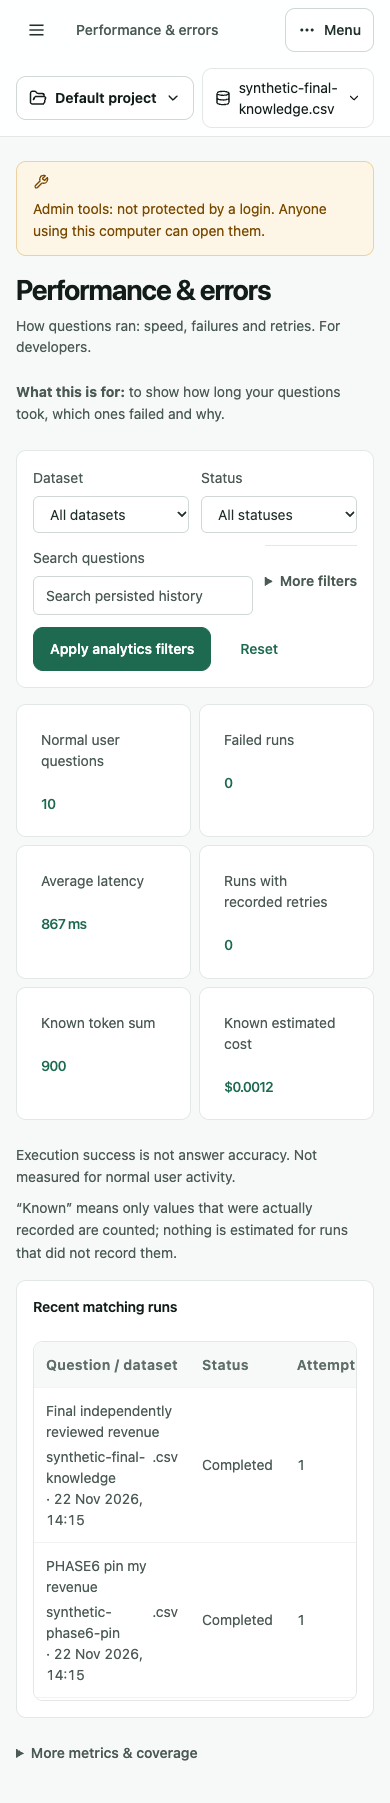 Performance & errors
Menu
Default project
synthetic-final-
knowledge.csv
Admin tools: not protected by a login. Anyone
using this computer can open them.
Performance & errors
How questions ran: speed, failures and retries. For
developers.
What this is for: to show how long your questions
took, which ones failed and why.
Dataset
Status
All datasets
All statuses
Search questions
More filters
Search persisted history
Apply analytics filters
Reset
Normal user
questions
10
Failed runs
0
Average latency
867 ms
Runs with
recorded retries
0
Known token sum
900
Known estimated
cost
$0.0012
Execution success is not answer accuracy. Not
measured for normal user activity.
“Known” means only values that were actually
recorded are counted; nothing is estimated for runs
that did not record them.
Recent matching runs
Question / dataset Status Attempt
Final independently
reviewed revenue
synthetic-final- .csv
knowledge
· 22 Nov 2026,
14:15
Completed 1
PHASE6 pin my
revenue
synthetic- .csv
phase6-pin
· 22 Nov 2026,
14:15
Completed 1
More metrics & coverage